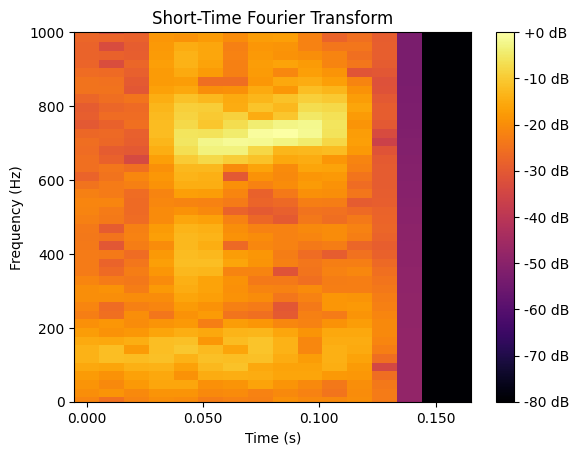 Short-Time Fourier Transform
1000
800
600
400
200
0
Frequency (Hz)
0.000
0.050
0.100
0.150
Time (s)
+0 dB
-10 dB
-20 dB
-30 dB
-40 dB
-50 dB
-60 dB
-70 dB
-80 dB